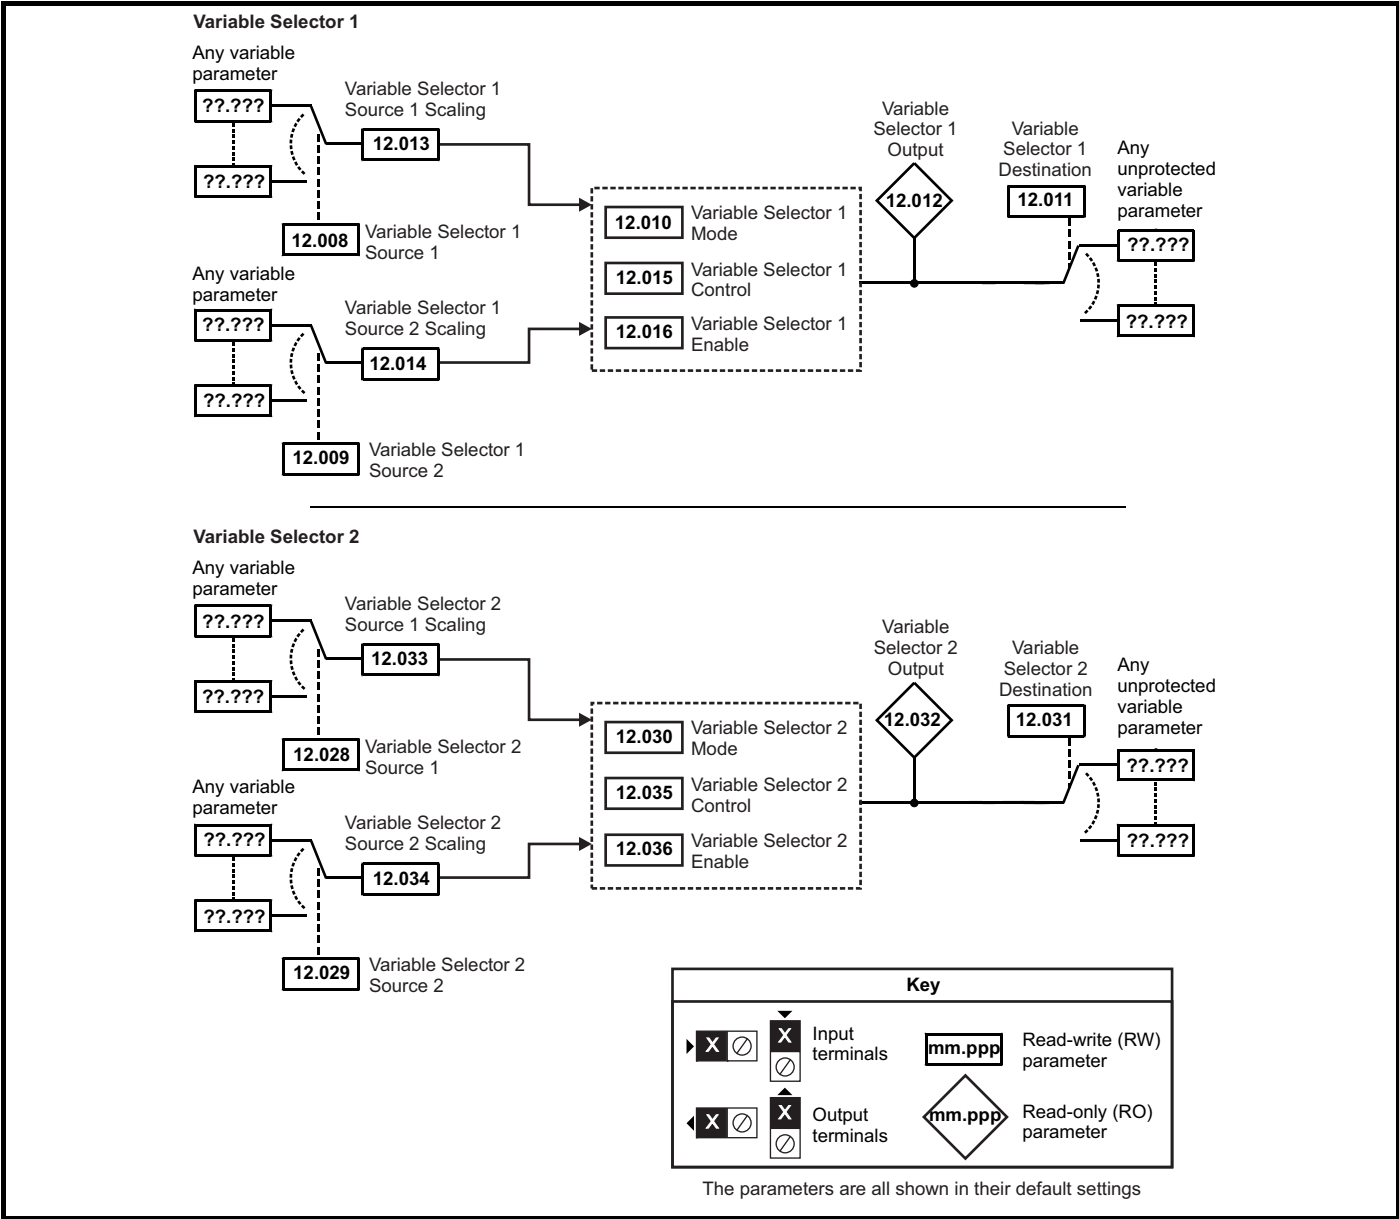 Variable Selector 1
Any variable
parameter
??.???
??.???
Variable Selector 1
Source 1 Scaling
12.013
12.008
Variable Selector 1
Source 1
Any variable
parameter
??.???
??.???
Variable Selector 1
Source 2 Scaling
12.014
12.009
Variable Selector 1
Source 2
12.010
Variable Selector 1
Mode
12.015
Variable Selector 1
Control
12.016
Variable Selector 1
Enable
Variable
Selector 1
Output
12.012
Variable
Selector 1
Destination
12.011
Any
unprotected
variable
parameter
??.???
??.???
Variable Selector 2
Any variable
parameter
??.???
??.???
Variable Selector 2
Source 1 Scaling
12.033
12.028
Variable Selector 2
Source 1
Any variable
parameter
??.???
??.???
Variable Selector 2
Source 2 Scaling
12.034
12.029
Variable Selector 2
Source 2
12.030
Variable Selector 2
Mode
12.035
Variable Selector 2
Control
12.036
Variable Selector 2
Enable
Variable
Selector 2
Output
12.032
Variable
Selector 2
Destination
12.031
Any
unprotected
variable
parameter
??.???
??.???
Key
X
X
Input
terminals
mm.ppp
Read-write (RW)
parameter
X
X
Output
terminals
mm.ppp
Read-only (RO)
parameter
The parameters are all shown in their default settings